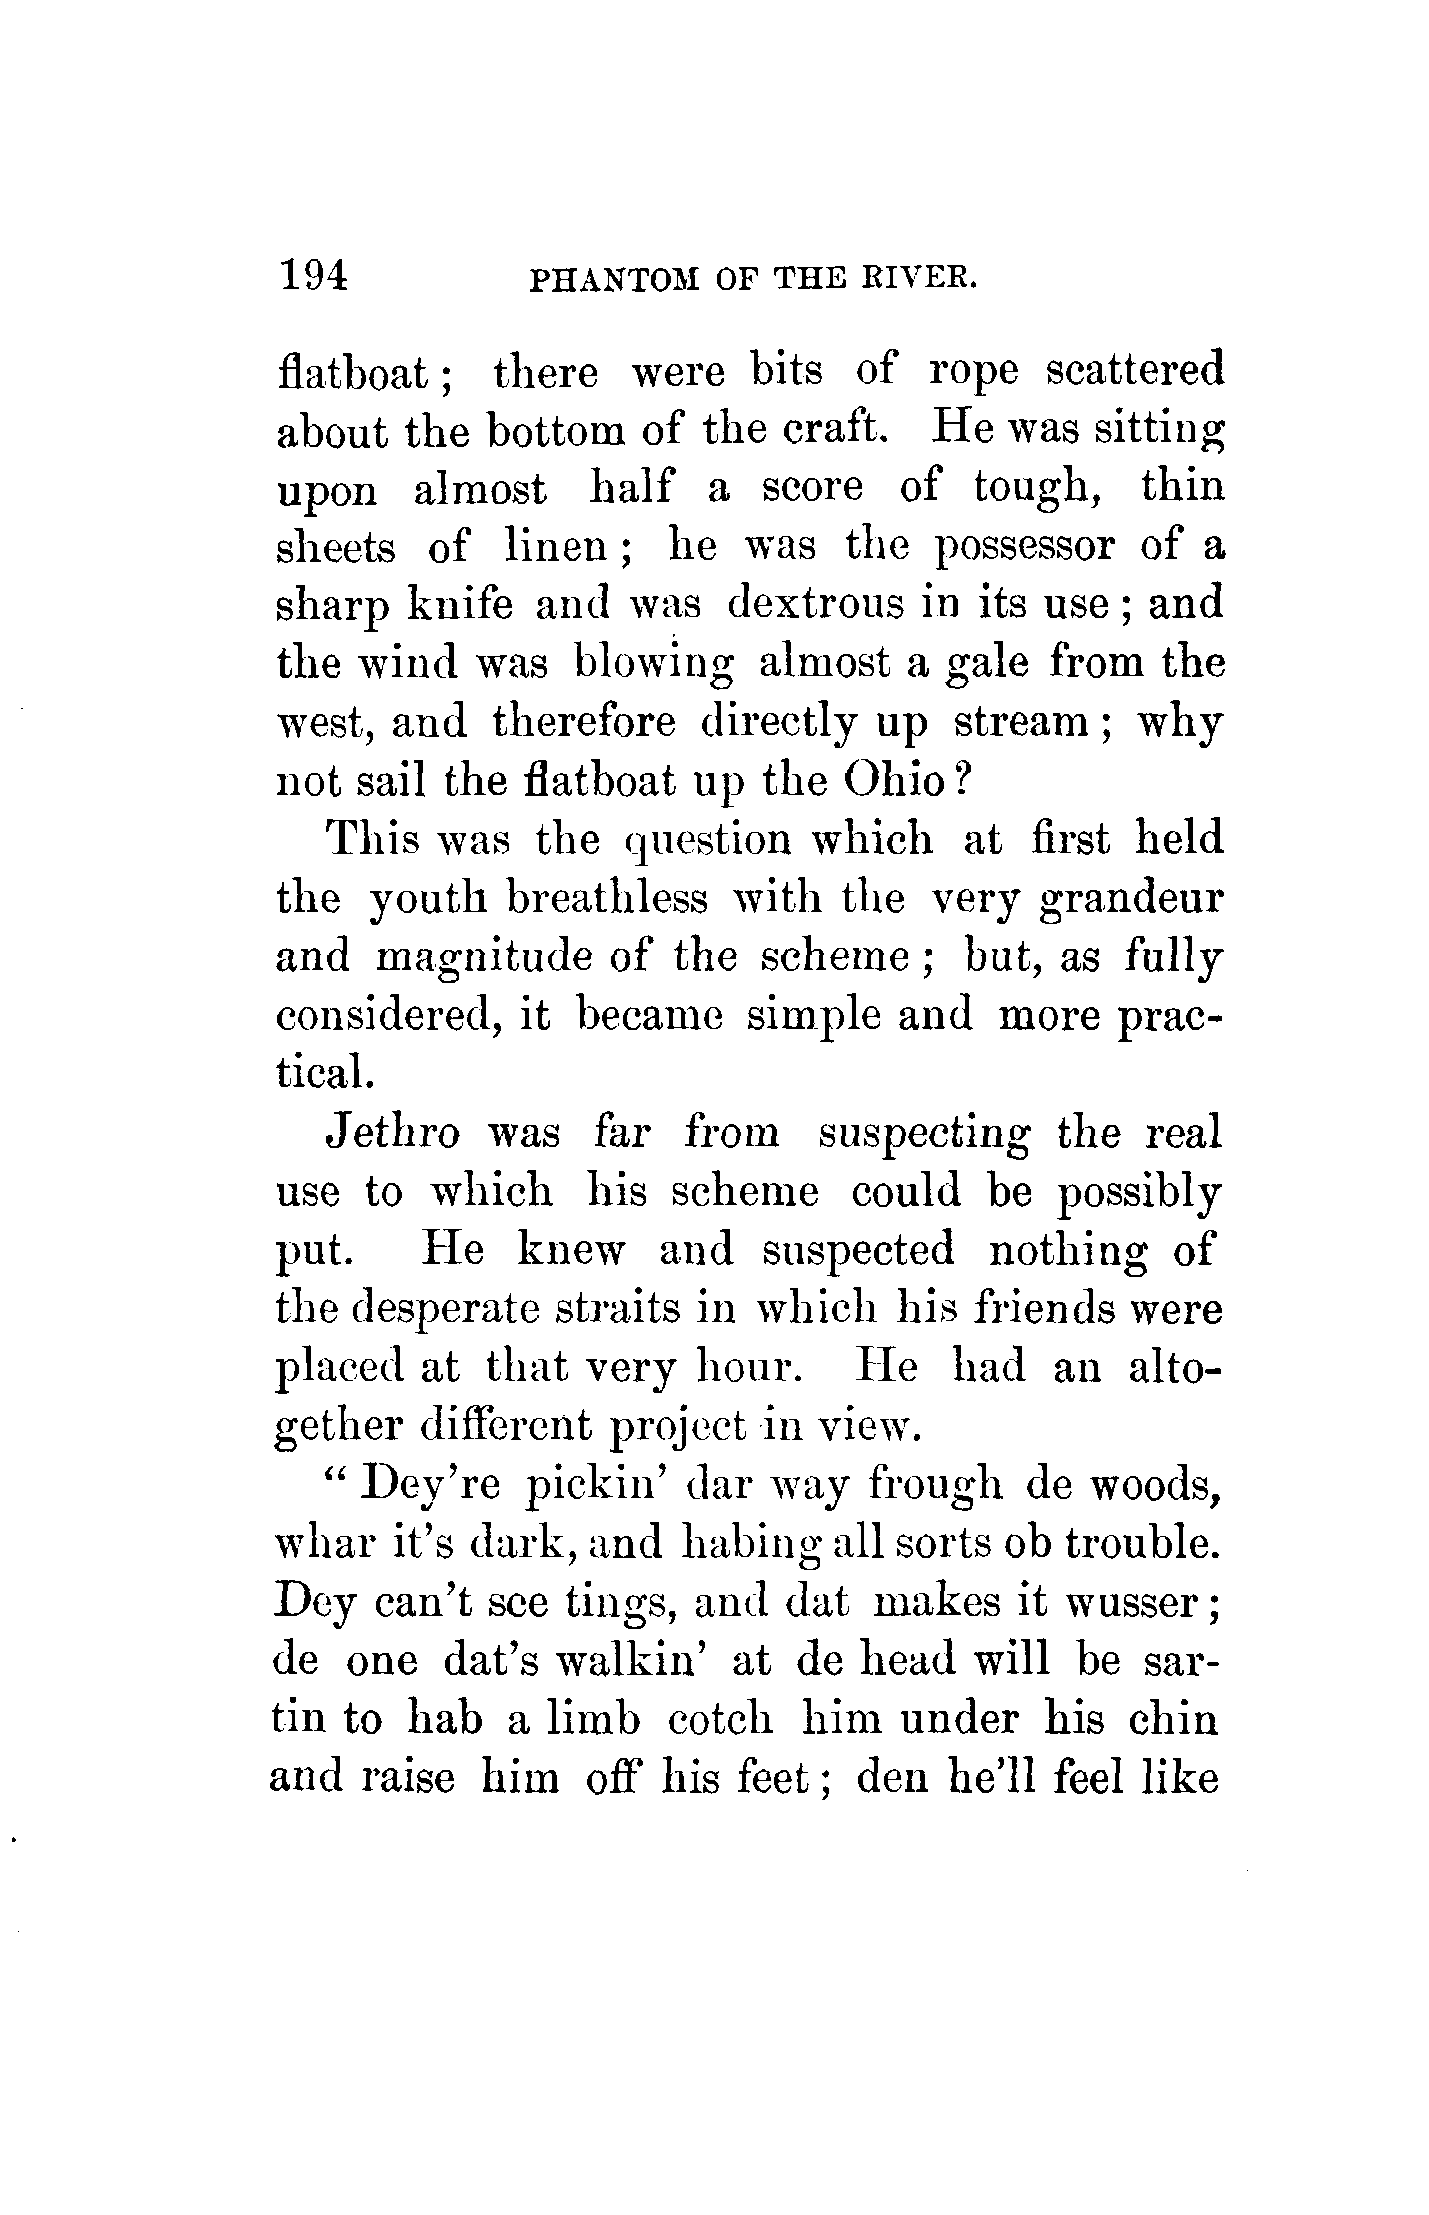 194 PHANTOM OF THE RIVER.
flatboat; there were bits of rope scattered
about the bottom of the craft. He was sitting
upon almost half a score of tough, thin
sheets of linen; he was the possessor of a
sharp knife and was dextrous in its use; and
the wind was blowing almost a gale from the
west, and therefore directly up stream; why
not sail the flatboat up the Ohio?
This was the question which at first held
the youth breathless with the very grandeur
and magnitude of the scheme; but, as fully
considered, it became simple and more prac-
tical.
Jethro was far from suspecting the real
use to which his scheme could be possibly
put. He knew and suspected nothing of
the desperate straits in which his friends were
placed at that very hour. He had an alto-
gether different project in view.
“ Dey’re pickin’ dar way frough de woods,
whar it’s dark, and habing all sorts ob trouble.
Dey can’t see tings, and dat makes it wusser;
de one dat’s walkin’ at de head will be sar-
tin to hab a limb cotch him under his chin
and raise him off his feet; den he’ll feel like